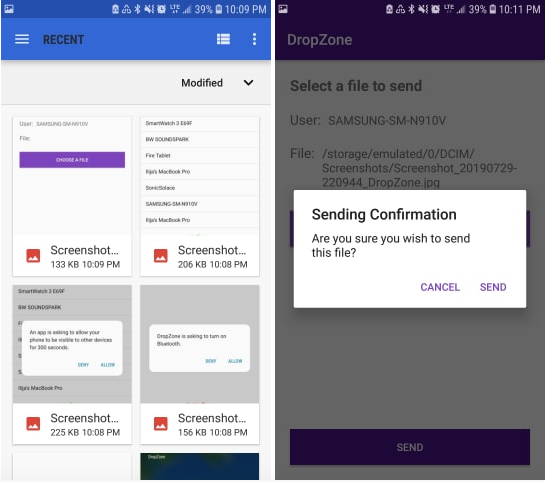 39% 10:09 PM
RECENT
Modified
User: SAMSUNG-SM-N910V
File:
CHOOSE A FILE
Screenshot...
133 KB 10:09 PM
SmartWatch 3 E69F
BW SOUNDSPARK
Fire Tablet
Ilja's MacBook Pro
SonicSolace
SAMSUNG-SM-N910V
Ilija's MacBook Pro
Screenshot...
206 KB 10:08 PM
SmartWatch 3 E69F
BW SOUNDSPARK
An app is asking to allow your
phone to be visible to other devices
for 300 seconds.
DENY ALLOW
Ilja's MacBook Pro
Screenshot...
225 KB 10:08 PM
DropZone is asking to turn on
Bluetooth.
DENY ALLOW
Screenshot...
156 KB 10:08 PM
DropZone
LTE 39% 10:11 PM
DropZone
Select a file to send
User: SAMSUNG-SM-N910V
File: /storage/emulated/0/DCIM/
Screenshots/Screenshot_20190729-
220944_DropZone.jpg
Sending Confirmation
Are you sure you wish to send
this file?
CANCEL SEND
SEND